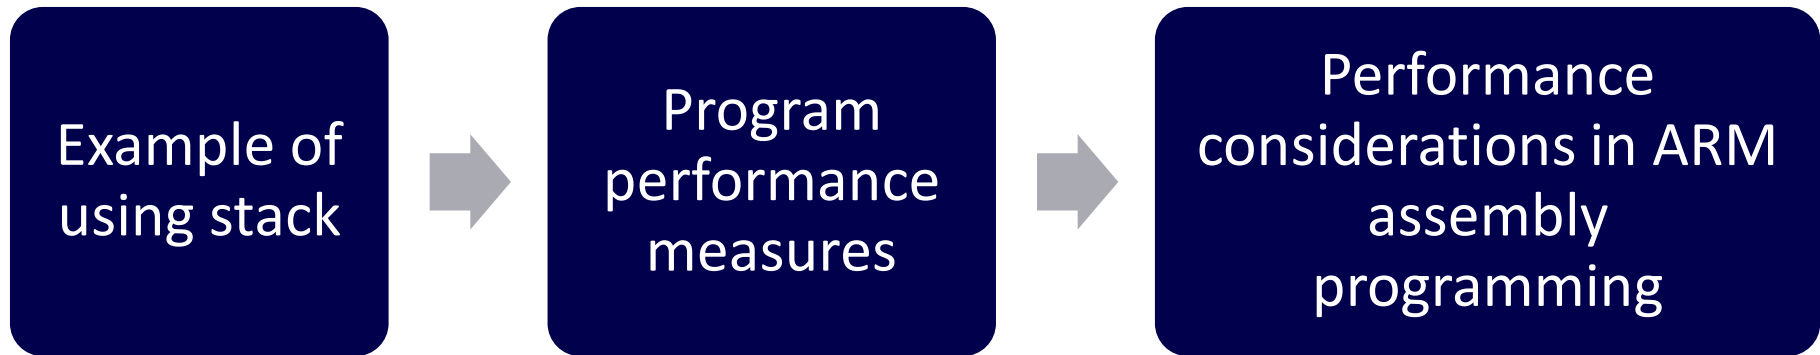 Example of
using stack
Program
performance
measures
Performance
considerations in ARM
assembly
programming